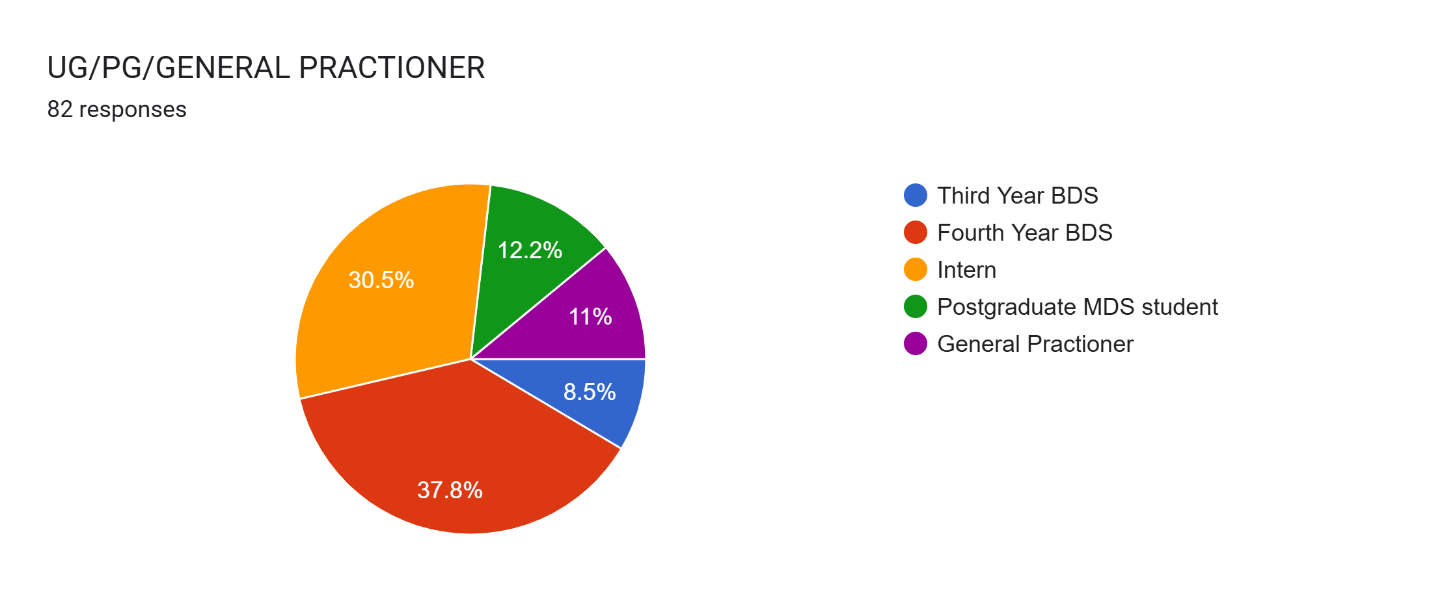 UG/PG/GENERAL PRACTIONER
82 responses
12.2%
30.5%
11%
8.5%
37.8%
Third Year BDS
Fourth Year BDS
Intern
Postgraduate MDS student
General Practioner